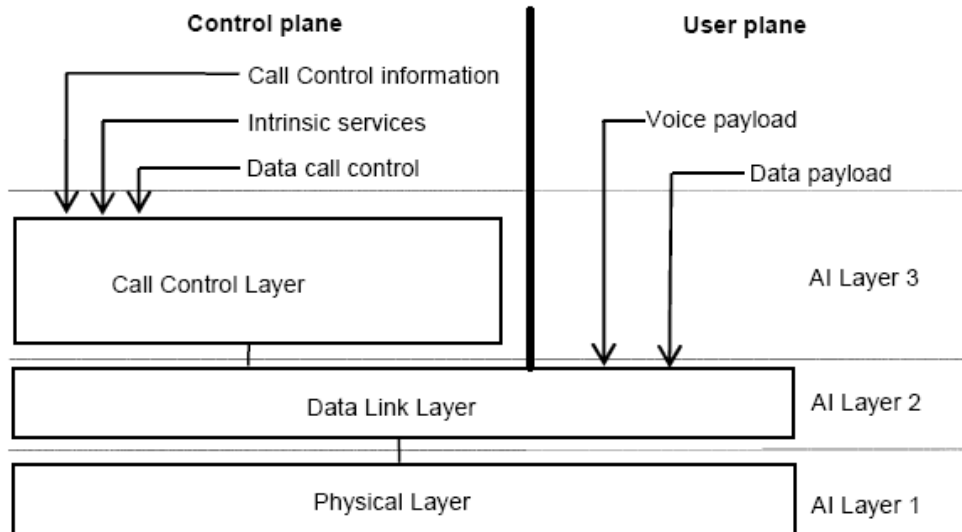 Control plane
User plane
Call Control information
Intrinsic services
Voice payload
Data call control
Data payload
Call Control Layer
AI Layer 3
Data Link Layer
AI Layer 2
Physical Layer
AI Layer 1